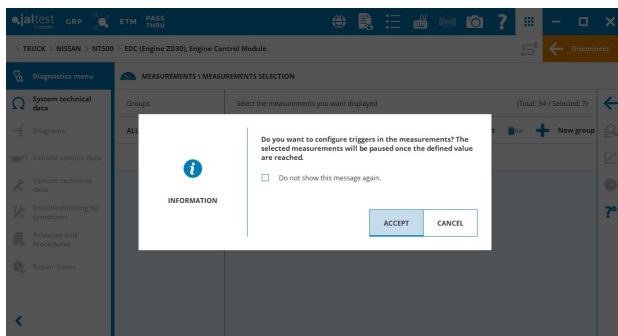 jaltest GRP ETM PASS THRU
> TRUCK > NISSAN > NT500 > EDC (Engine ZD30), Engine Control Module
Disconnect
Diagnostics menu
MEASUREMENTS \ MEASUREMENTS SELECTION
System technical data
Groups
Select the measurements you want displayed
(Total: 34 / Selected: 7)
Diagrams
ALL
New group
Vehicle service data
Vehicle technical data
Troubleshooting by symptoms
Releases and Procedures
Repair times
Do you want to configure triggers in the measurements? The
selected measurements will be paused once the defined value
are reached.
Do not show this message again.
INFORMATION
ACCEPT
CANCEL